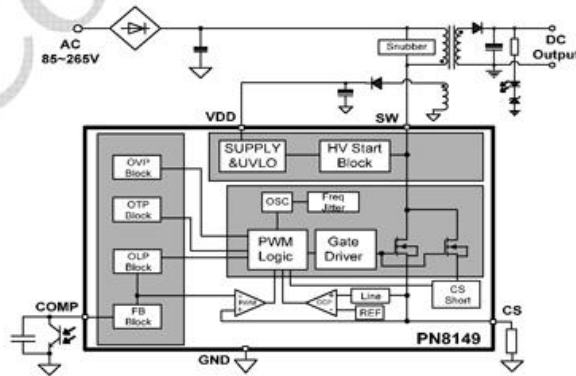 AC
85~265V
Snubber
DC
Output
VDD
SW
OVP
Block
OTP
Block
OLP
Block
FB
Block
SUPPLY
&UVLO
HV Start
Block
OSC
Freq
Jitter
PWM
Logic
Gate
Driver
CS
Short
PWM
OCP
Line
REF
COMP
CS
GND
PN8149